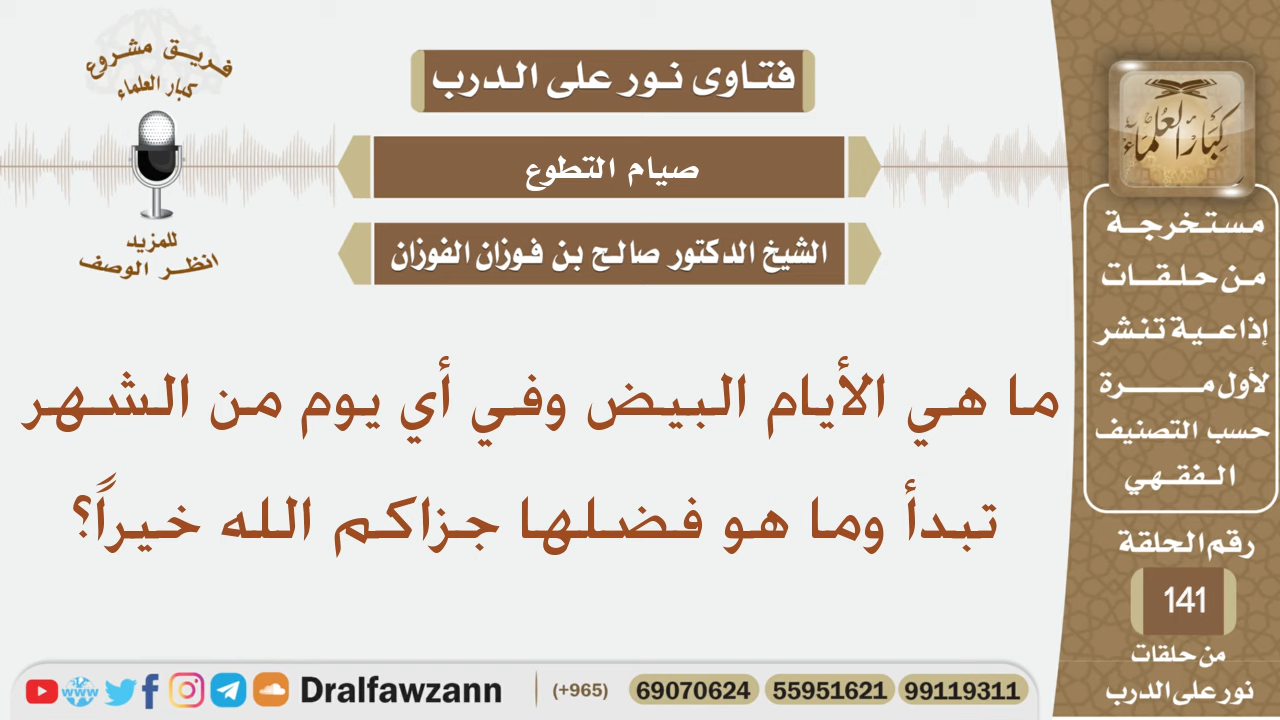 فريق مشروع
كبار العلماء
للمزيد
انظر الوصف
فتاوى نور على الدرب
صيام التطوع
الشيخ الدكتور صالح بن فوزان الفوزان
ما هي الأيام البيض وفي أي يوم من الشهر
تبدأ وما هو فضلها جزاكم الله خيراً؟
كبار العلماء
مستخرجة
من حلقات
إذاعية تنشر
لأول مرة
حسب التصنيف
الفقهي
رقم الحلقة
141
من حلقات
نور على الدرب
www Dralfawzann (+965) 69070624 55951621 99119311